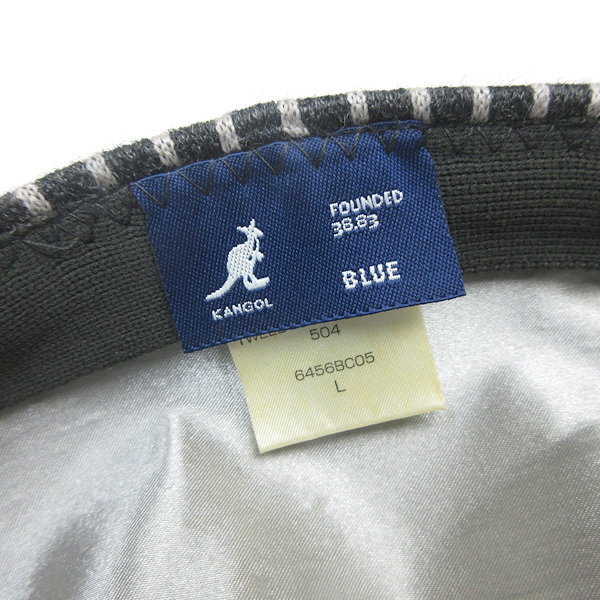 KANGOL
FOUNDED
38.83
BLUE
504
6456BC05
L